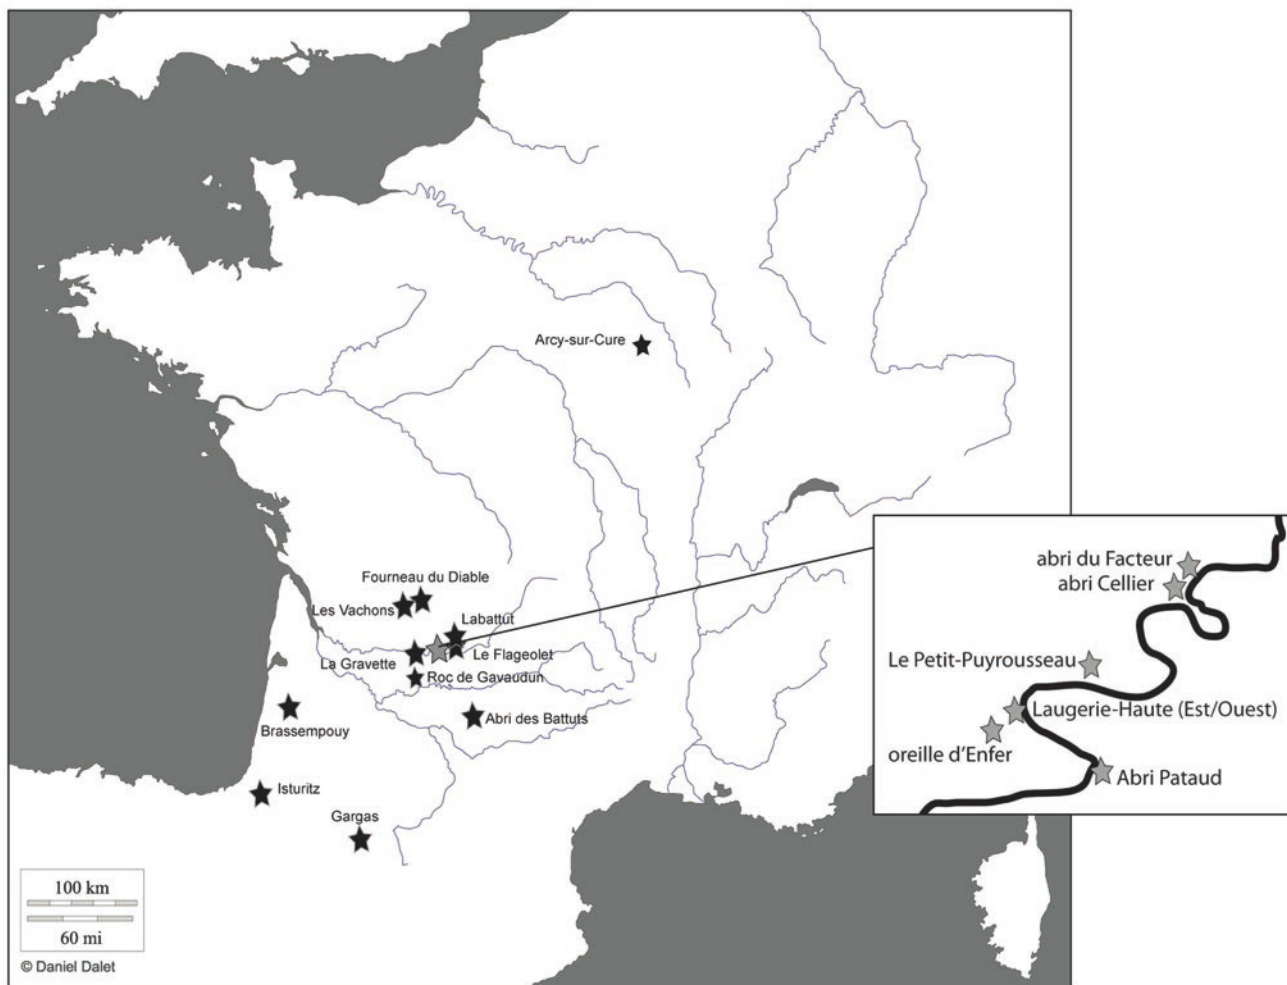 Arcy-sur-Cure
abri du Facteur
abri Cellier
Fourneau du Diable
Les Vachons
Labattut
La Gravette
Le Flageolet
Roc de Gavaudun
Le Petit-Puyrousseau
Brassempouy
Abri des Battuts
Laugerie-Haute (Est/Ouest)
oreille d'Enfer
Abri Pataud
Isturitz
Gargas
100 km
60 mi
© Daniel Dalet